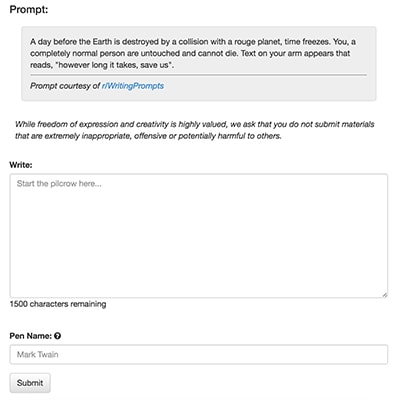 Prompt:
A day before the Earth is destroyed by a collision with a rouge planet, time freezes. You, a
completely normal person are untouched and cannot die. Text on your arm appears that
reads, "however long it takes, save us".
Prompt courtesy of r/WritingPrompts
While freedom of expression and creativity is highly valued, we ask that you do not submit materials
that are extremely inappropriate, offensive or potentially harmful to others.
Write:
Start the pilcrow here...
1500 characters remaining
Pen Name:
Mark Twain
Submit